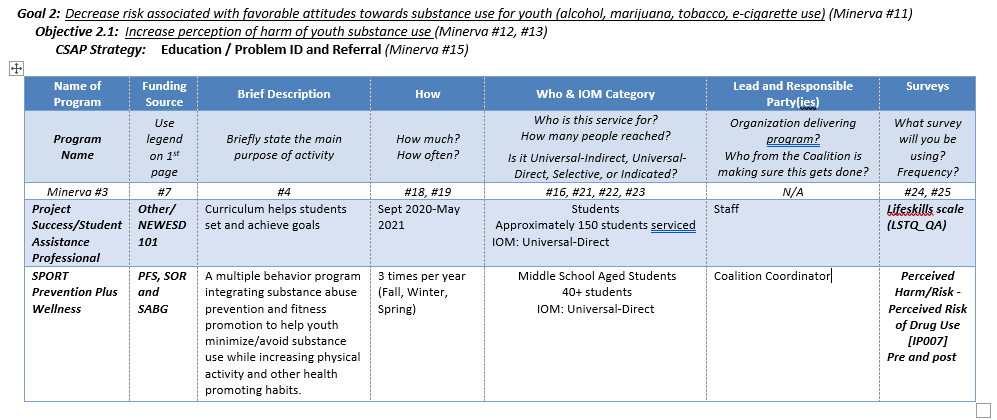 Goal 2: Decrease risk associated with favorable attitudes towards substance use for youth (alcohol, marijuana, tobacco, e-cigarette use) (Minerva #11)
Objective 2.1: Increase perception of harm of youth substance use (Minerva #12, #13)
CSAP Strategy: Education / Problem ID and Referral (Minerva #15)
Name of
Program
Funding
Source
Brief Description
How
Who & IOM Category
Lead and Responsible
Party(ies)
Surveys
Program
Name
Use
legend
on 1st
page
Briefly state the main
purpose of activity
How much?
How often?
Who is this service for?
How many people reached?
Is it Universal-Indirect, Universal-
Direct, Selective, or Indicated?
Organization delivering
program?
Who from the Coalition is
making sure this gets done?
What survey
will you be
using?
Frequency?
Minerva #3
#7
#4
#18, #19
#16, #21, #22, #23
N/A
#24, #25
Project
Success/Student
Assistance
Professional
Other/
NEWESD
101
Curriculum helps students
set and achieve goals
Sept 2020-May
2021
Students
Approximately 150 students serviced
IOM: Universal-Direct
Staff
Lifeskills scale
(LSTQ_QA)
SPORT
Prevention Plus
Wellness
PFS, SOR
and
SABG
A multiple behavior program
integrating substance abuse
prevention and fitness
promotion to help youth
minimize/avoid substance
use while increasing physical
activity and other health
promoting habits.
3 times per year
(Fall, Winter,
Spring)
Middle School Aged Students
40+ students
IOM: Universal-Direct
Coalition Coordinator
Perceived
Harm/Risk -
Perceived Risk
of Drug Use
[IP007]
Pre and post